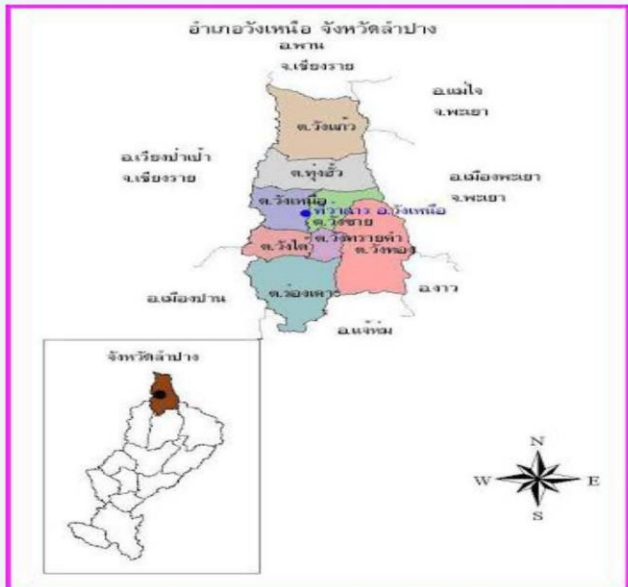 อำเภอวังเหนือ จังหวัดลำปาง
อ.พาน
จ.เชียงราย
อ.แม่ใจ
จ.พะเยา
ต.วังแก้ว
อ.เวียงป่าเป้า
จ.เชียงราย
ต.ทุ่งฮั้ว
อ.เมืองพะเยา
จ.พะเยา
ต.วังเหนือ
ที่ว่าการ อ.วังเหนือ
ต.วังซ้าย
ต.วังใต้
ต.วังทรายคำ
ต.วังทอง
ต.ร่องเคาะ
อ.งาว
อ.เมืองปาน
อ.แจ้ห่ม
จังหวัดลำปาง
N
W
E
S